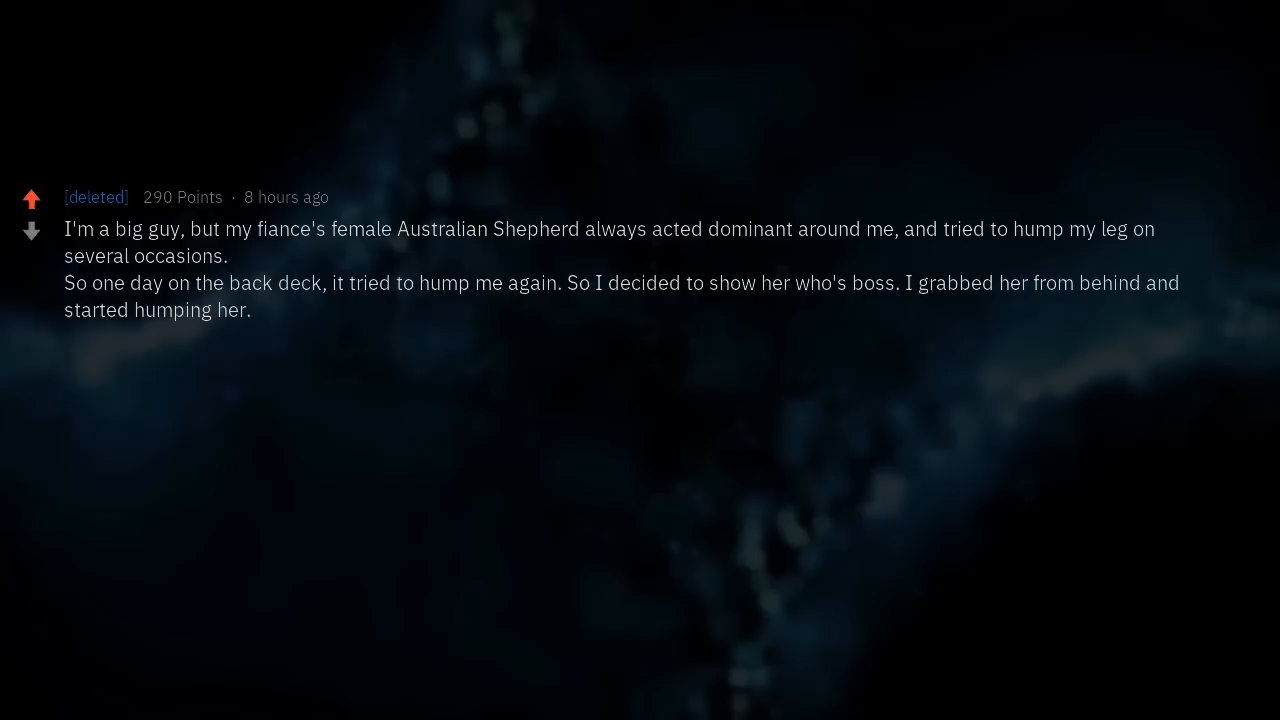 [deleted] 290 Points · 8 hours ago
I'm a big guy, but my fiance's female Australian Shepherd always acted dominant around me, and tried to hump my leg on
several occasions.
So one day on the back deck, it tried to hump me again. So I decided to show her who's boss. I grabbed her from behind and
started humping her.